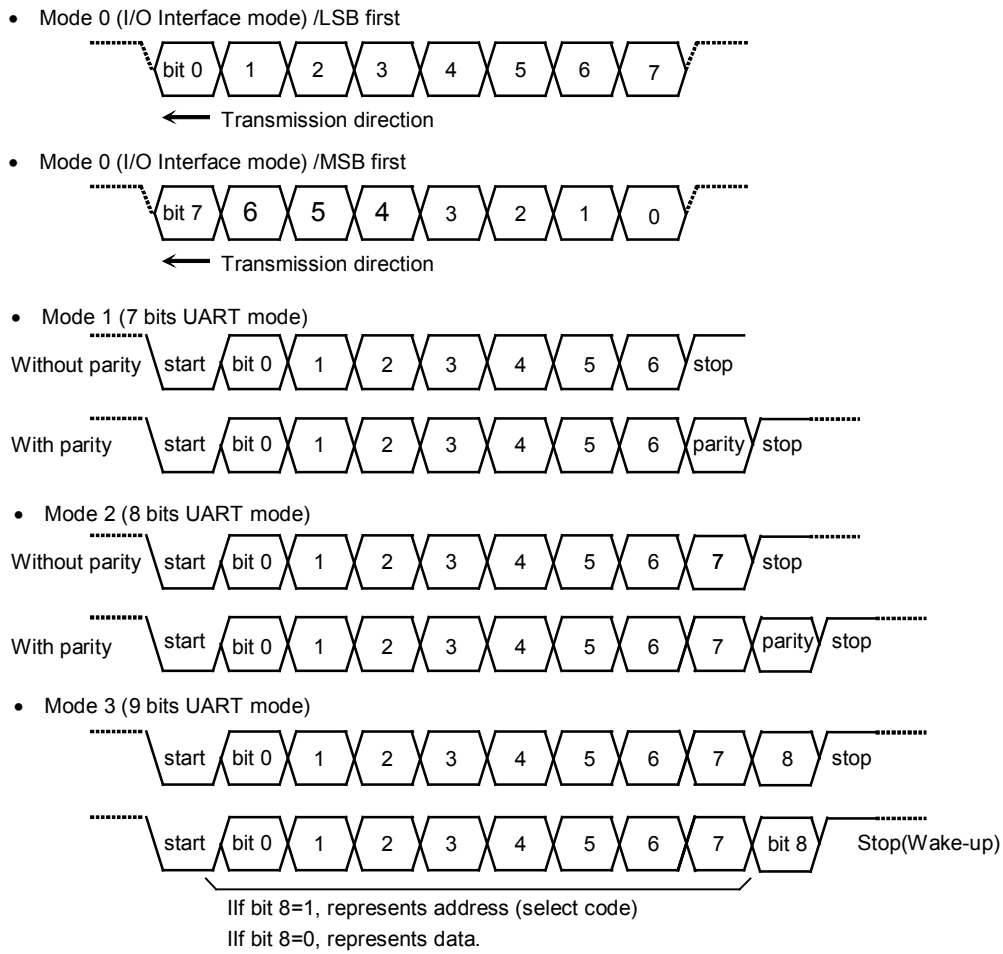 • Mode 0 (I/O Interface mode) /LSB first
bit 0 1 2 3 4 5 6 7
Transmission direction
• Mode 0 (I/O Interface mode) /MSB first
bit 7 6 5 4 3 2 1 0
Transmission direction
• Mode 1 (7 bits UART mode)
Without parity start bit 0 1 2 3 4 5 6 stop
With parity start bit 0 1 2 3 4 5 6 parity stop
• Mode 2 (8 bits UART mode)
Without parity start bit 0 1 2 3 4 5 6 7 stop
With parity start bit 0 1 2 3 4 5 6 7 parity stop
• Mode 3 (9 bits UART mode)
start bit 0 1 2 3 4 5 6 7 8 stop
start bit 0 1 2 3 4 5 6 7 bit 8 Stop(Wake-up)
IIf bit 8=1, represents address (select code)
IIf bit 8=0, represents data.